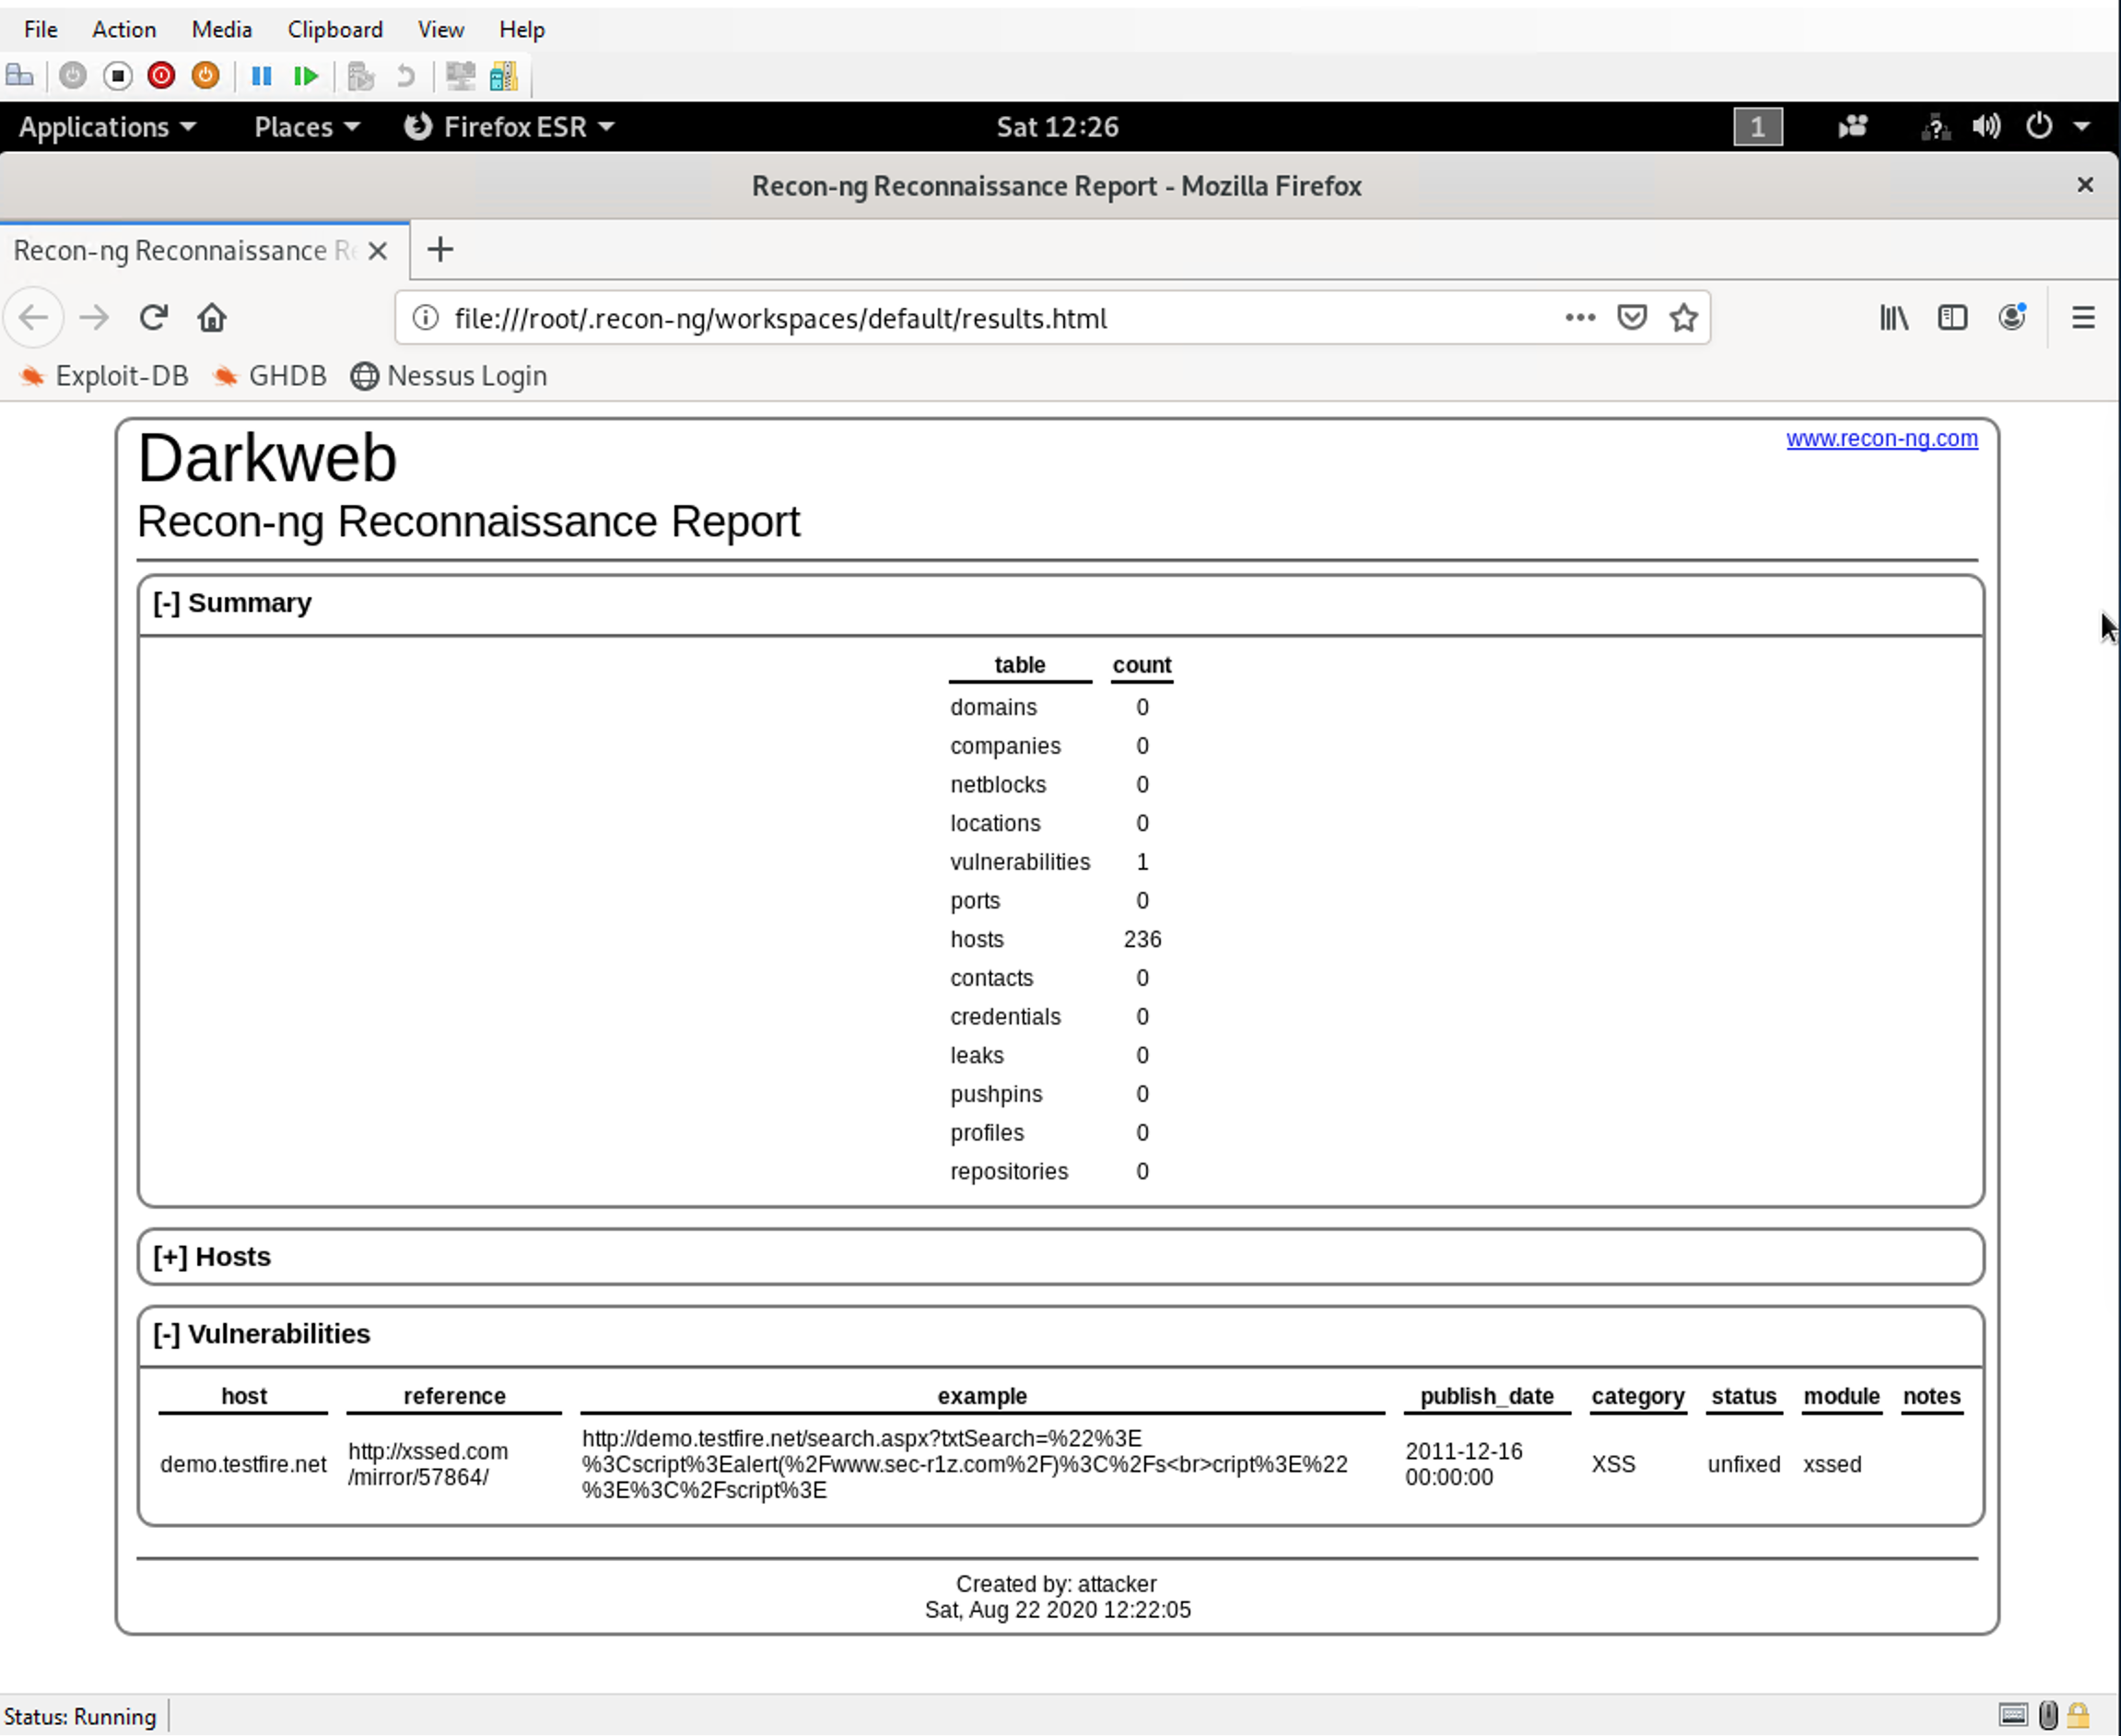 File Action Media Clipboard View Help
Applications Places Firefox ESR Sat 12:26 1
Recon-ng Reconnaissance Report - Mozilla Firefox
Recon-ng Reconnaissance Re
file:///root/.recon-ng/workspaces/default/results.html
Exploit-DB GHDB Nessus Login
Darkweb www.recon-ng.com
Recon-ng Reconnaissance Report
[-] Summary
table count
domains 0
companies 0
netblocks 0
locations 0
vulnerabilities 1
ports 0
hosts 236
contacts 0
credentials 0
leaks 0
pushpins 0
profiles 0
repositories 0
[+] Hosts
[-] Vulnerabilities
host reference example publish_date category status module notes
http://demo.testfire.net/search.aspx?txtSearch=%22%3E
http://xssed.com 2011-12-16
demo.testfire.net %3Cscript%3Ealert(%2Fwww.sec-r1z.com%2F)%3C%2Fs<br>cript%3E%22 XSS unfixed xssed
/mirror/57864/ 00:00:00
%3E%3C%2Fscript%3E
Created by: attacker
Sat, Aug 22 2020 12:22:05
Status: Running